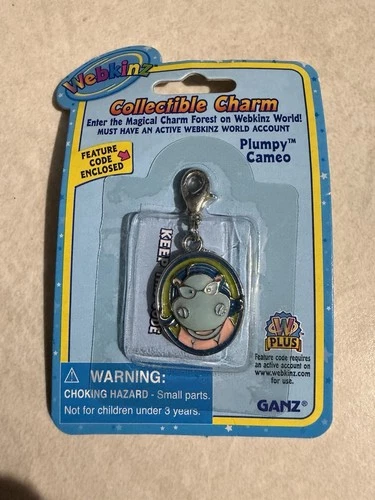 Webkinz
Collectible Charm
Enter the Magical Charm Forest on Webkinz World!
MUST HAVE AN ACTIVE WEBKINZ WORLD ACCOUNT
FEATURE
CODE
ENCLOSED
Plumpy™
Cameo
KEEP
CODE
W
PLUS
Feature code requires
an active account on
www.webkinz.com
for use.
⚠ WARNING:
CHOKING HAZARD - Small parts.
Not for children under 3 years.
GANZ®